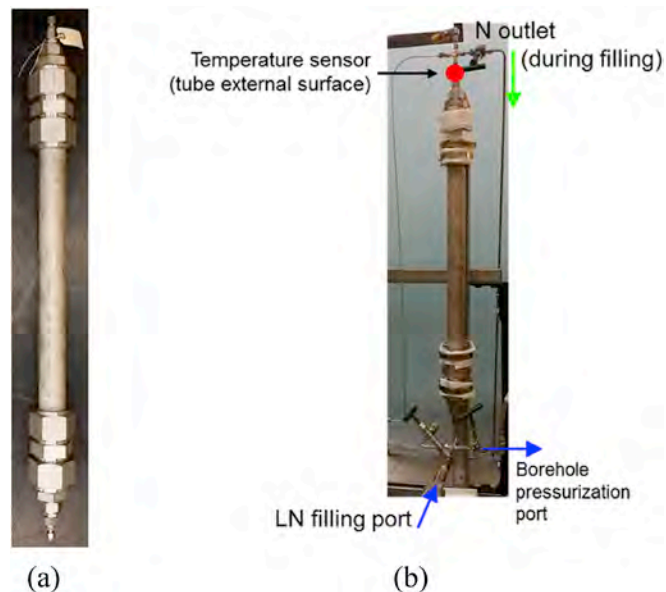 N outlet
(during filling)
Temperature sensor
(tube external surface)
Borehole
pressurization
port
LN filling port
(a)
(b)